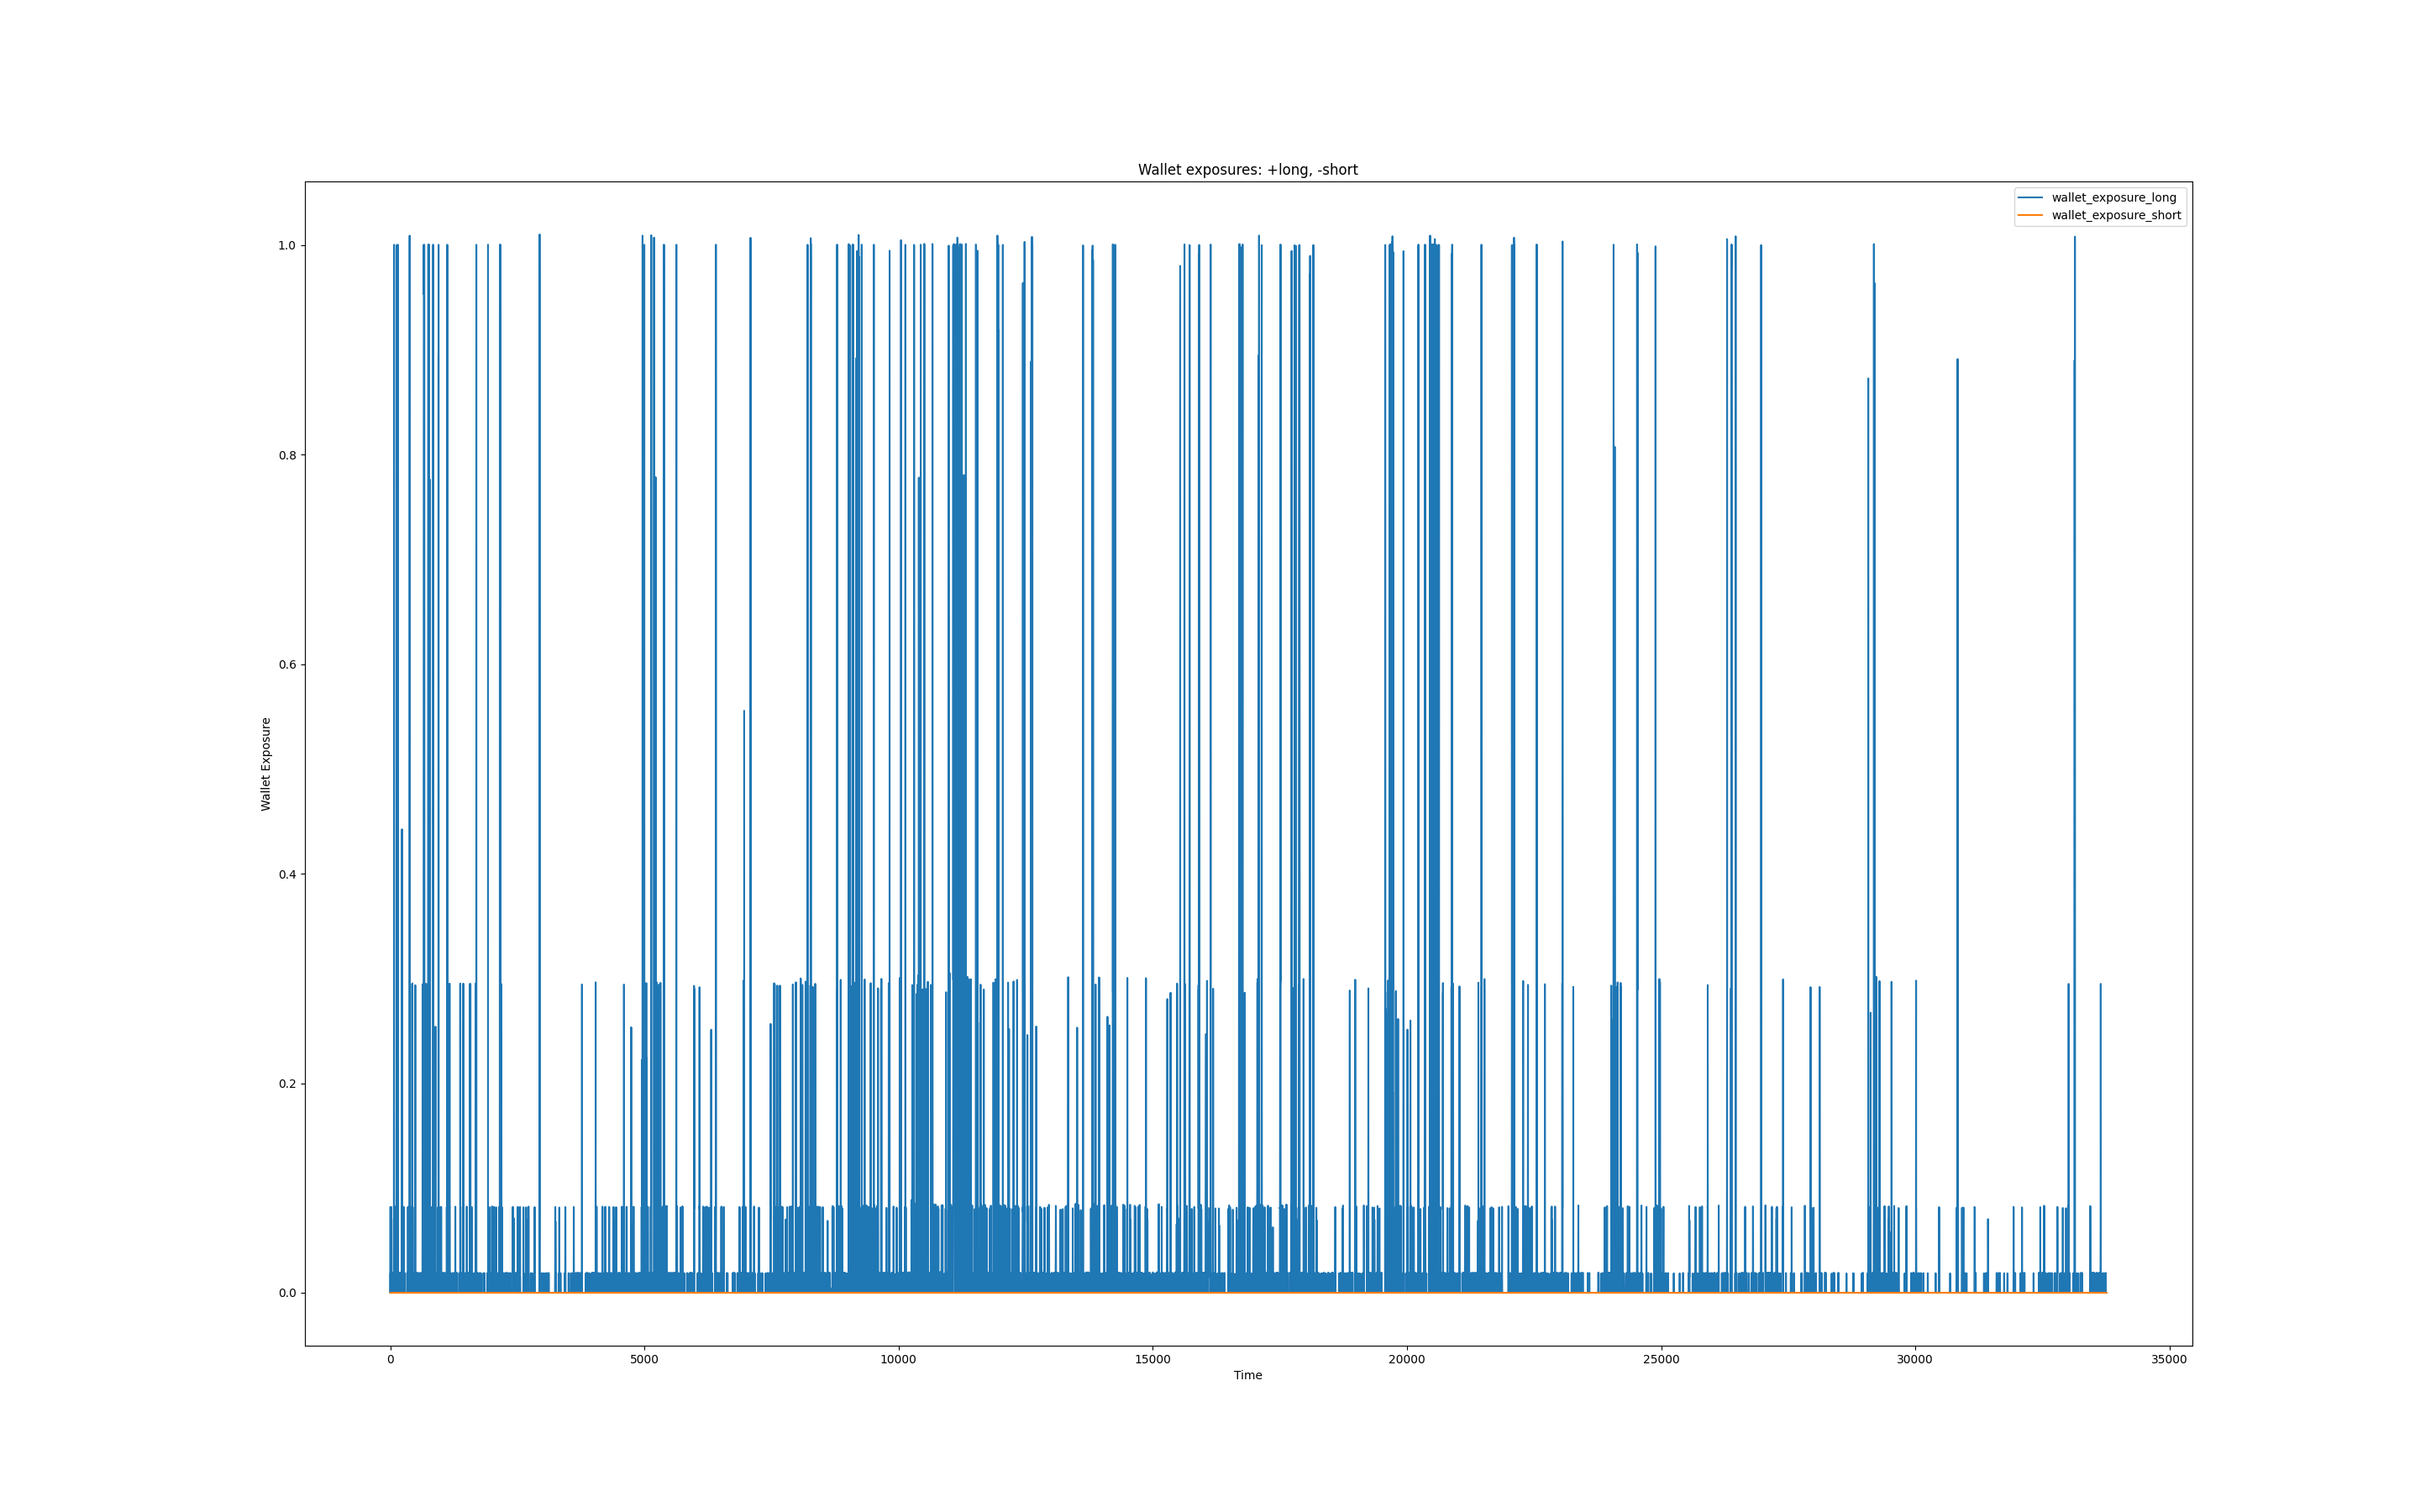 Wallet exposures: +long, -short
wallet_exposure_long
wallet_exposure_short
1.0
0.8
0.6
0.4
0.2
0.0
Wallet Exposure
0 5000 10000 15000 20000 25000 30000 35000
Time